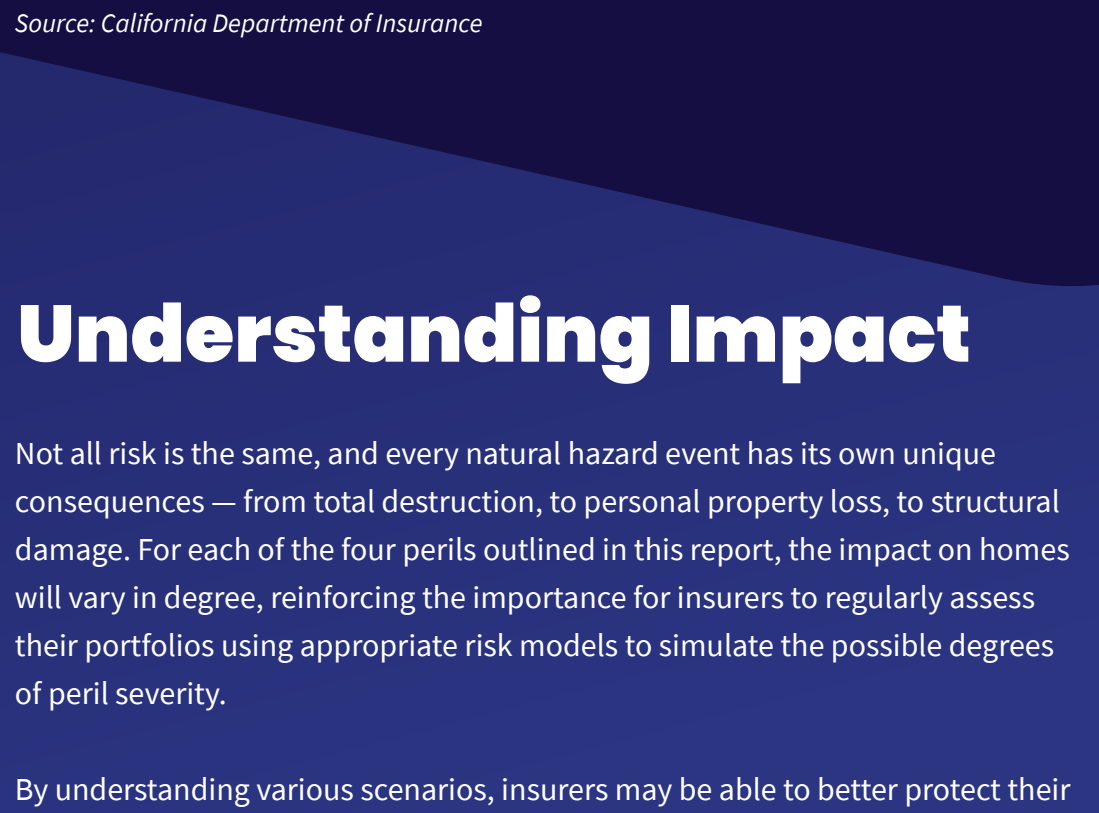 Source: California Department of Insurance
Understanding Impact
Not all risk is the same, and every natural hazard event has its own unique
consequences — from total destruction, to personal property loss, to structural
damage. For each of the four perils outlined in this report, the impact on homes
will vary in degree, reinforcing the importance for insurers to regularly assess
their portfolios using appropriate risk models to simulate the possible degrees
of peril severity.
By understanding various scenarios, insurers may be able to better protect their